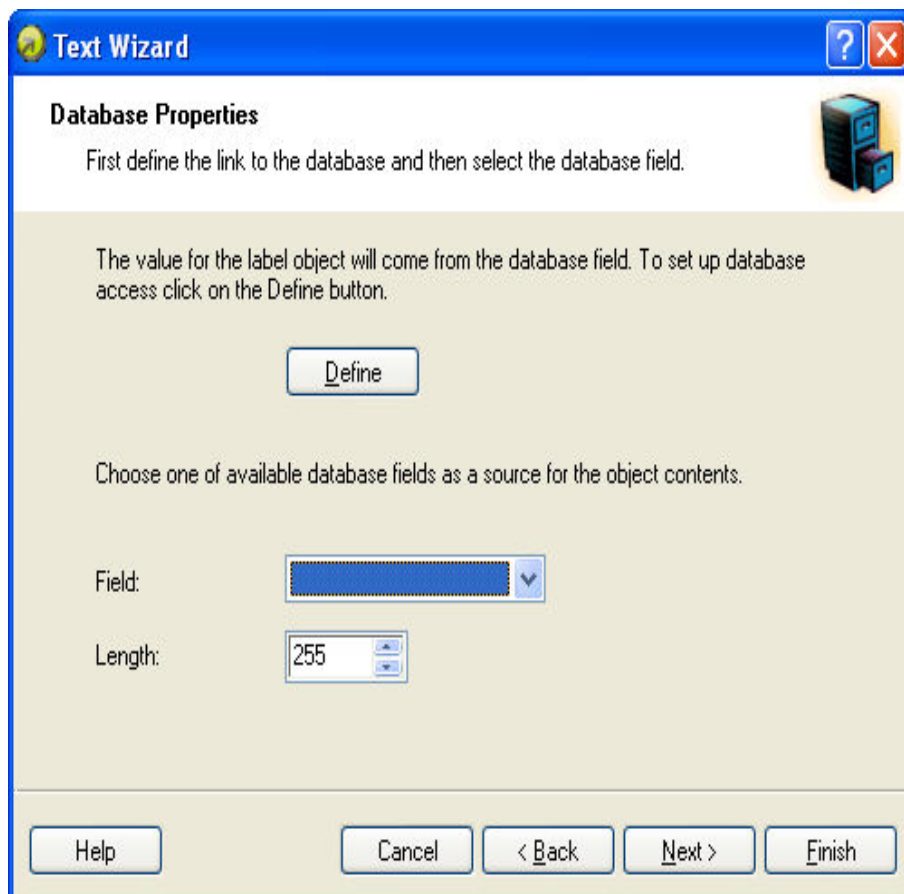 Text Wizard
Database Properties
First define the link to the database and then select the database field.
The value for the label object will come from the database field. To set up database
access click on the Define button.
Define
Choose one of available database fields as a source for the object contents.
Field:
Length: 255
Help Cancel < Back Next > Finish